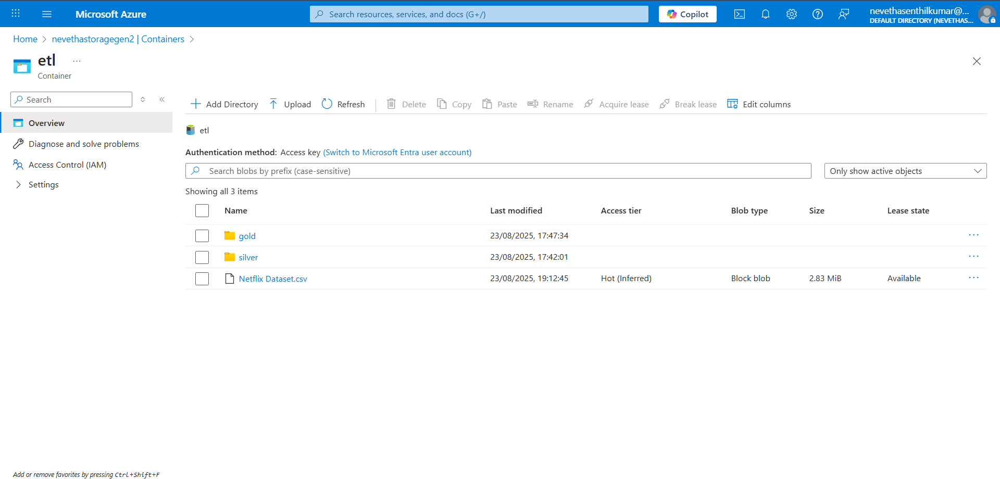 Microsoft Azure
Search resources, services, and docs (G+/)
Copilot
nevethasenthilkumar@...
DEFAULT DIRECTORY (NEVETHAS...
Home > nevethastoragegen2 | Containers >
etl ...
Container
Search
Overview
Diagnose and solve problems
Access Control (IAM)
Settings
Add Directory Upload Refresh Delete Copy Paste Rename Acquire lease Break lease Edit columns
etl
Authentication method: Access key (Switch to Microsoft Entra user account)
Search blobs by prefix (case-sensitive)
Only show active objects
Showing all 3 items
Name Last modified Access tier Blob type Size Lease state
gold 23/08/2025, 17:47:34 ...
silver 23/08/2025, 17:42:01 ...
Netflix Dataset.csv 23/08/2025, 19:12:45 Hot (Inferred) Block blob 2.83 MiB Available ...
Add or remove favorites by pressing Ctrl+Shift+F